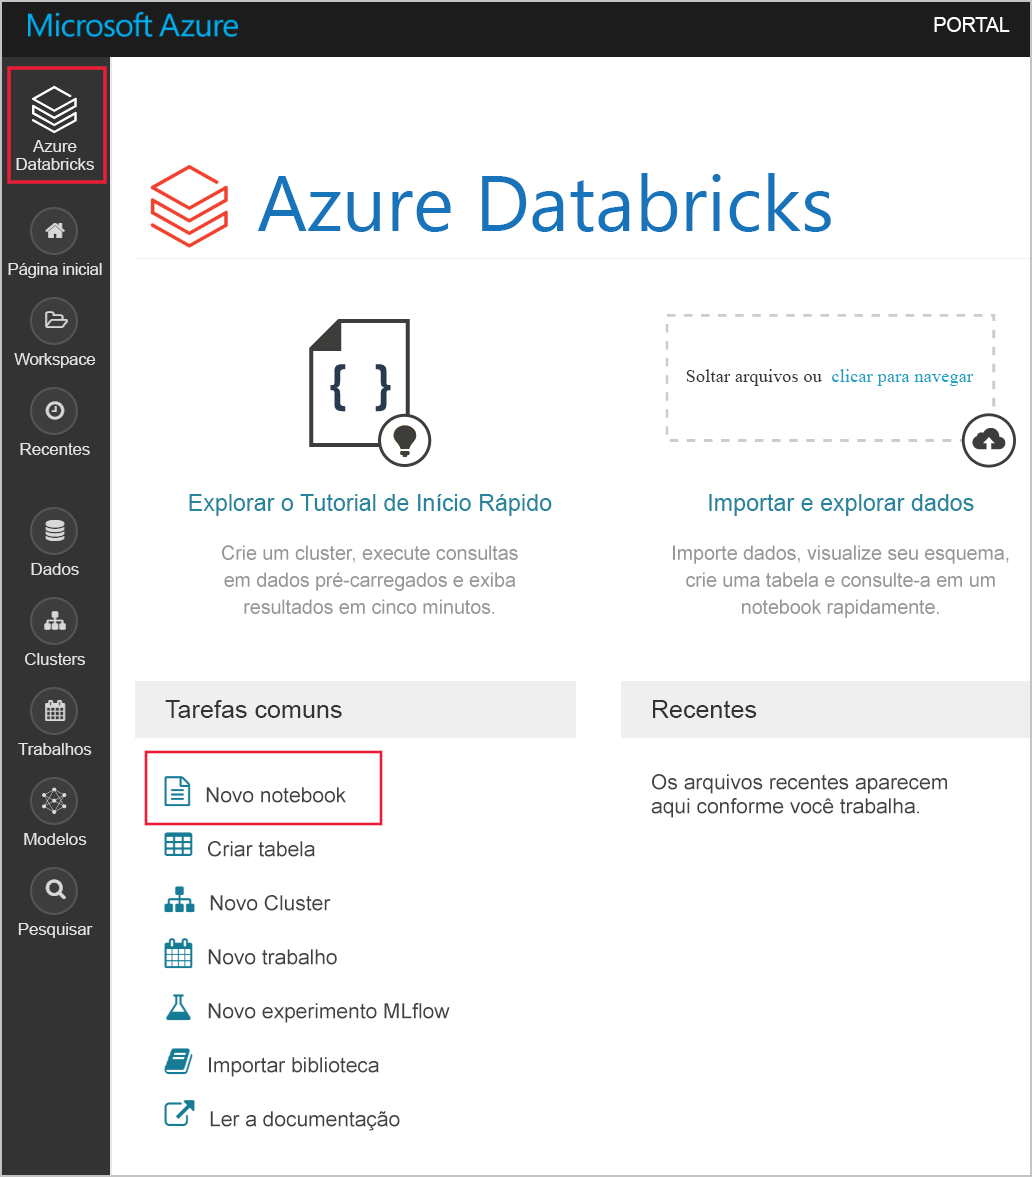 Microsoft Azure
PORTAL
Azure
Databricks
Página inicial
Workspace
Recentes
Dados
Clusters
Trabalhos
Modelos
Pesquisar
Azure Databricks
{ }
Explorar o Tutorial de Início Rápido
Crie um cluster, execute consultas
em dados pré-carregados e exiba
resultados em cinco minutos.
Soltar arquivos ou clicar para navegar
Importar e explorar dados
Importe dados, visualize seu esquema,
crie uma tabela e consulte-a em um
notebook rapidamente.
Tarefas comuns
Novo notebook
Criar tabela
Novo Cluster
Novo trabalho
Novo experimento MLflow
Importar biblioteca
Ler a documentação
Recentes
Os arquivos recentes aparecem
aqui conforme você trabalha.